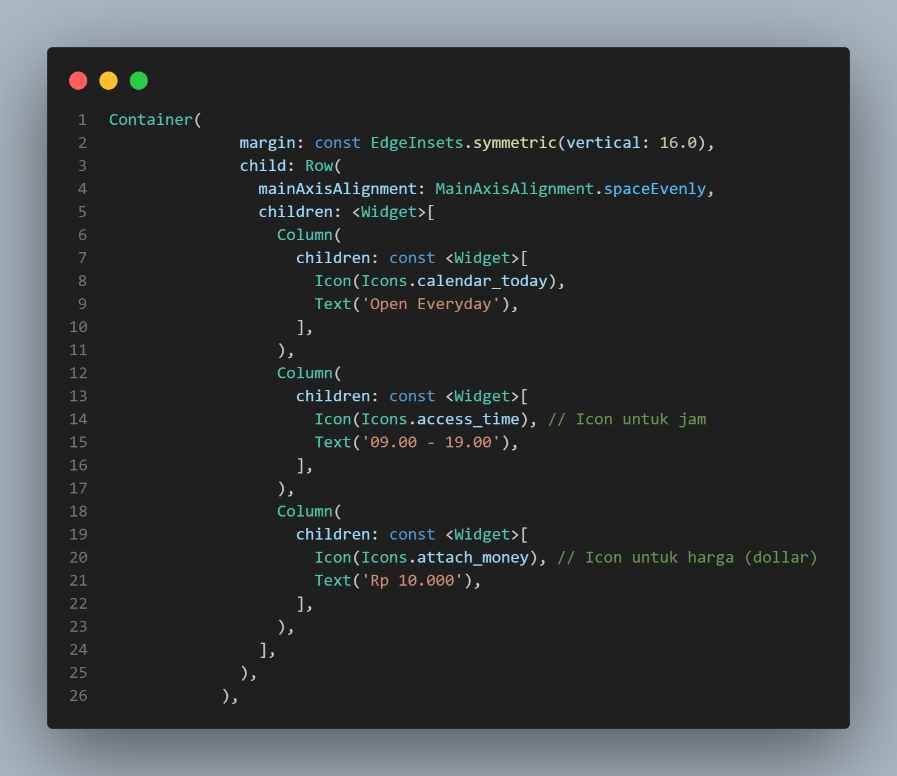 1 Container(
2 margin: const EdgeInsets.symmetric(vertical: 16.0),
3 child: Row(
4 mainAxisAlignment: MainAxisAlignment.spaceEvenly,
5 children: <Widget>[
6 Column(
7 children: const <Widget>[
8 Icon(Icons.calendar_today),
9 Text('Open Everyday'),
10 ],
11 ),
12 Column(
13 children: const <Widget>[
14 Icon(Icons.access_time), // Icon untuk jam
15 Text('09.00 - 19.00'),
16 ],
17 ),
18 Column(
19 children: const <Widget>[
20 Icon(Icons.attach_money), // Icon untuk harga (dollar)
21 Text('Rp 10.000'),
22 ],
23 ),
24 ],
25 ),
26 ),